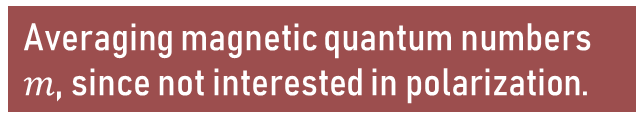 Averaging magnetic quantum numbers
m, since not interested in polarization.